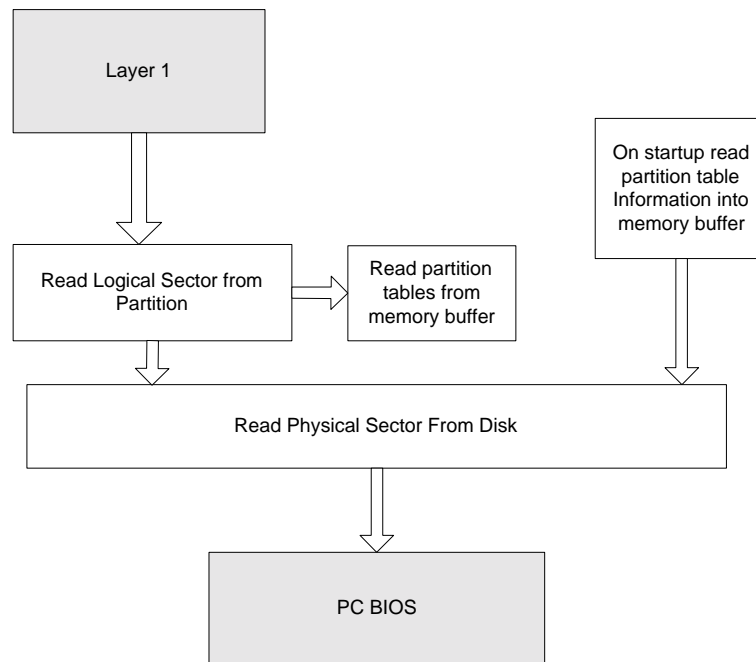 Layer 1
On startup read
partition table
Information into
memory buffer
Read Logical Sector from
Partition
Read partition
tables from
memory buffer
Read Physical Sector From Disk
PC BIOS